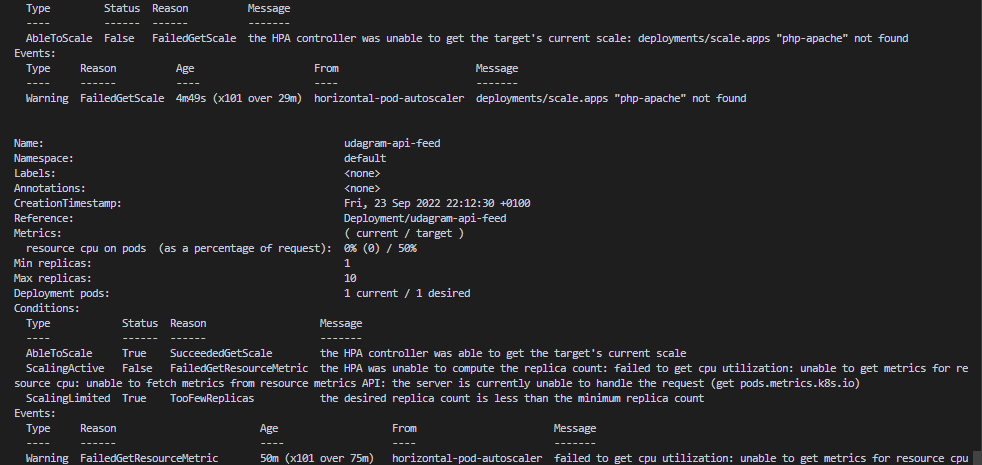 Type Status Reason Message
---- ------ ------ -------
AbleToScale False FailedGetScale the HPA controller was unable to get the target's current scale: deployments/scale.apps "php-apache" not found
Events:
Type Reason Age From Message
---- ------ ---- ---- -------
Warning FailedGetScale 4m49s (x101 over 29m) horizontal-pod-autoscaler deployments/scale.apps "php-apache" not found
Name: udagram-api-feed
Namespace: default
Labels: <none>
Annotations: <none>
CreationTimestamp: Fri, 23 Sep 2022 22:12:30 +0100
Reference: Deployment/udagram-api-feed
Metrics: ( current / target )
resource cpu on pods (as a percentage of request): 0% (0) / 50%
Min replicas: 1
Max replicas: 10
Deployment pods: 1 current / 1 desired
Conditions:
Type Status Reason Message
---- ------ ------ -------
AbleToScale True SucceededGetScale the HPA controller was able to get the target's current scale
ScalingActive False FailedGetResourceMetric the HPA was unable to compute the replica count: failed to get cpu utilization: unable to get metrics for re
source cpu: unable to fetch metrics from resource metrics API: the server is currently unable to handle the request (get pods.metrics.k8s.io)
ScalingLimited True TooFewReplicas the desired replica count is less than the minimum replica count
Events:
Type Reason Age From Message
---- ------ ---- ---- -------
Warning FailedGetResourceMetric 50m (x101 over 75m) horizontal-pod-autoscaler failed to get cpu utilization: unable to get metrics for resource cpu